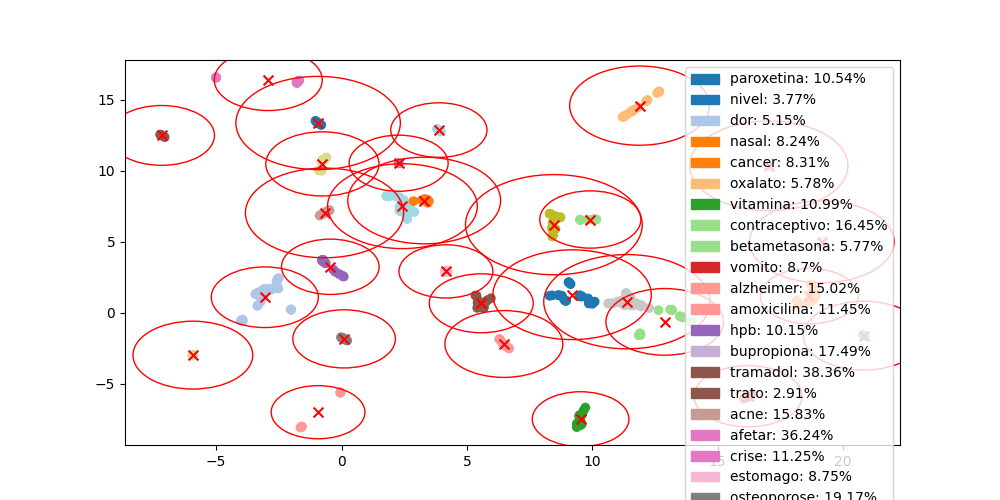 15
10
5
0
−5
−5
0
5
10
15
20
paroxetina: 10.54%
nivel: 3.77%
dor: 5.15%
nasal: 8.24%
cancer: 8.31%
oxalato: 5.78%
vitamina: 10.99%
contraceptivo: 16.45%
betametasona: 5.77%
vomito: 8.7%
alzheimer: 15.02%
amoxicilina: 11.45%
hpb: 10.15%
bupropiona: 17.49%
tramadol: 38.36%
trato: 2.91%
acne: 15.83%
afetar: 36.24%
crise: 11.25%
estomago: 8.75%
osteoporose: 19.17%